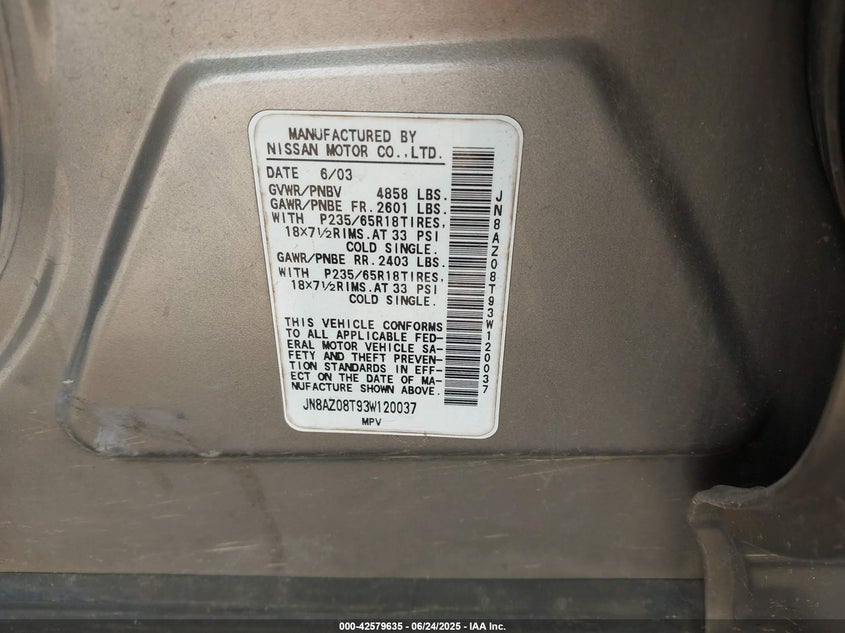 MANUFACTURED BY
NISSAN MOTOR CO.,LTD.
DATE 6/03
GVWR/PNBV 4858 LBS.
GAWR/PNBE FR.2601 LBS.
WITH P235/65R18TIRES,
18×7½RIMS.AT 33 PSI
COLD SINGLE.
GAWR/PNBE RR.2403 LBS.
WITH P235/65R18TIRES,
18×7½RIMS.AT 33 PSI
COLD SINGLE.
THIS VEHICLE CONFORMS
TO ALL APPLICABLE FED-
ERAL MOTOR VEHICLE SA-
FETY AND THEFT PREVEN-
TION STANDARDS IN EFF-
ECT ON THE DATE OF MA-
NUFACTURE SHOWN ABOVE.
JN8AZ08T93W120037
MPV
JN8AZ08T93W120037
000-42579635 - 06/24/2025 - IAA Inc.